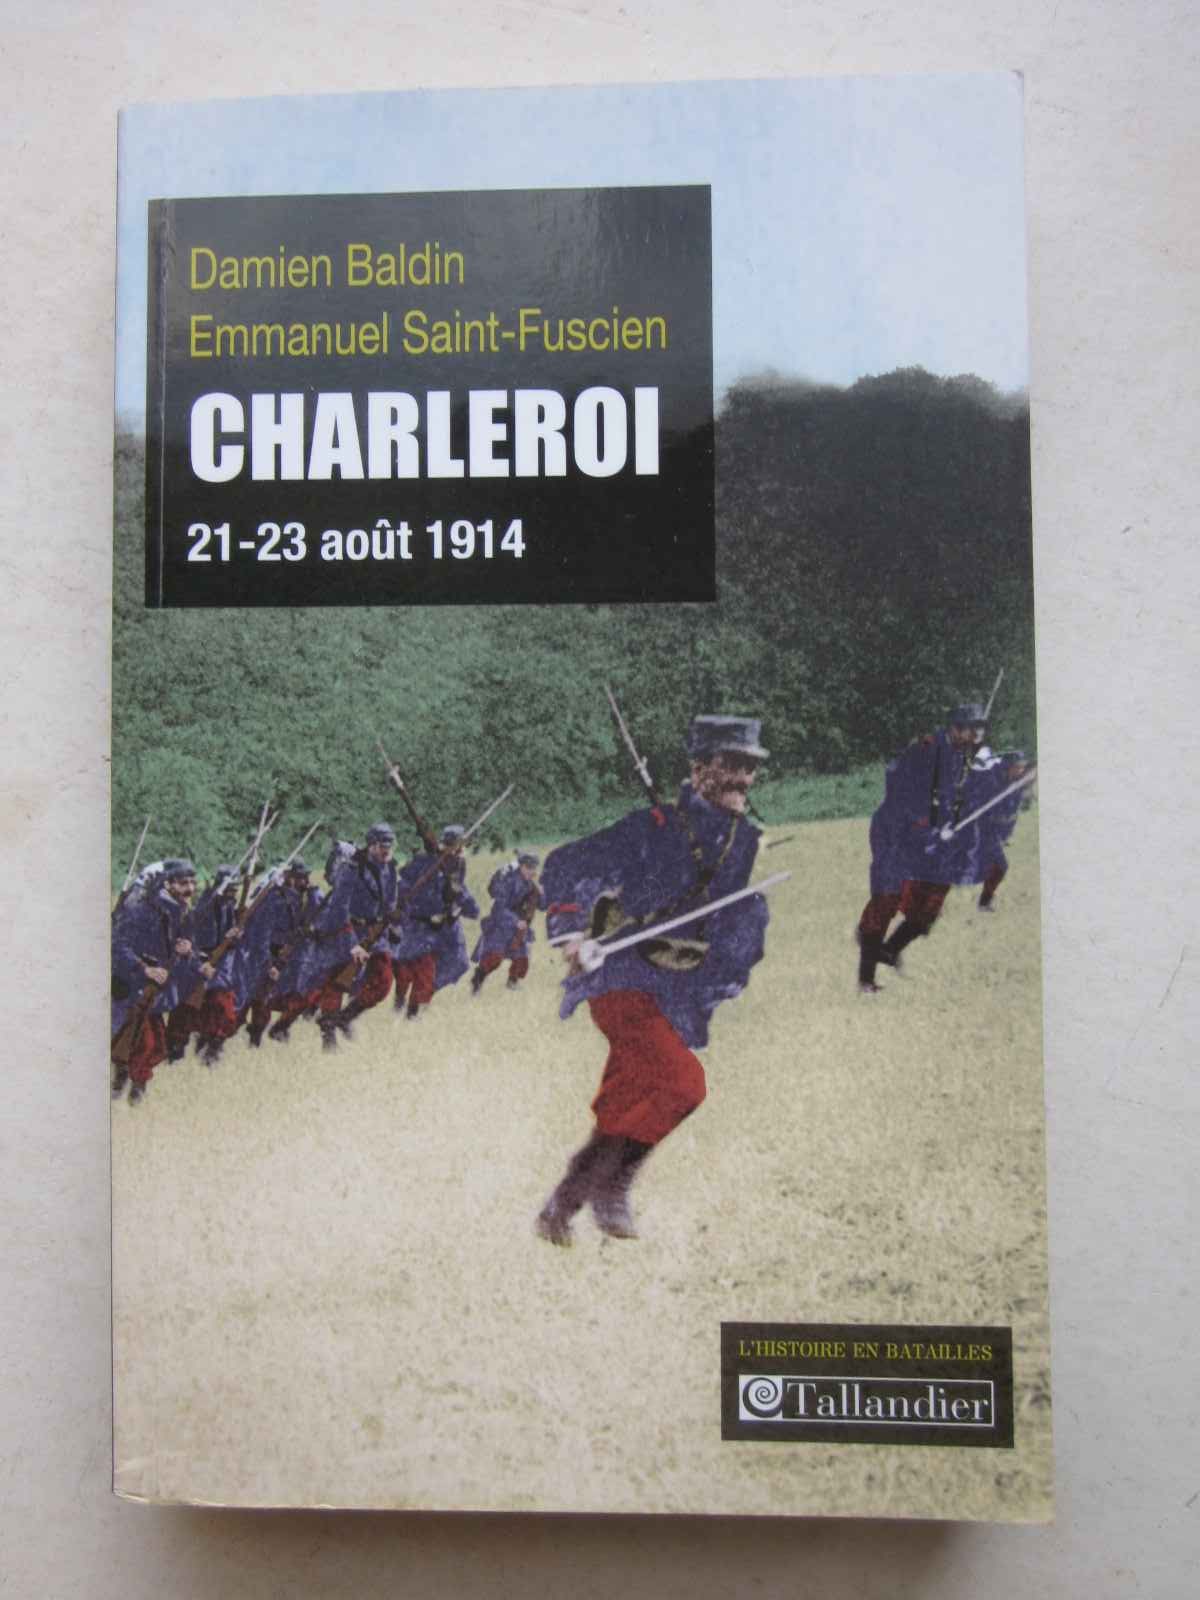 Damien Baldin
Emmanuel Saint-Fuscien
CHARLEROI
21-23 août 1914
L'HISTOIRE EN BATAILLES
Tallandier